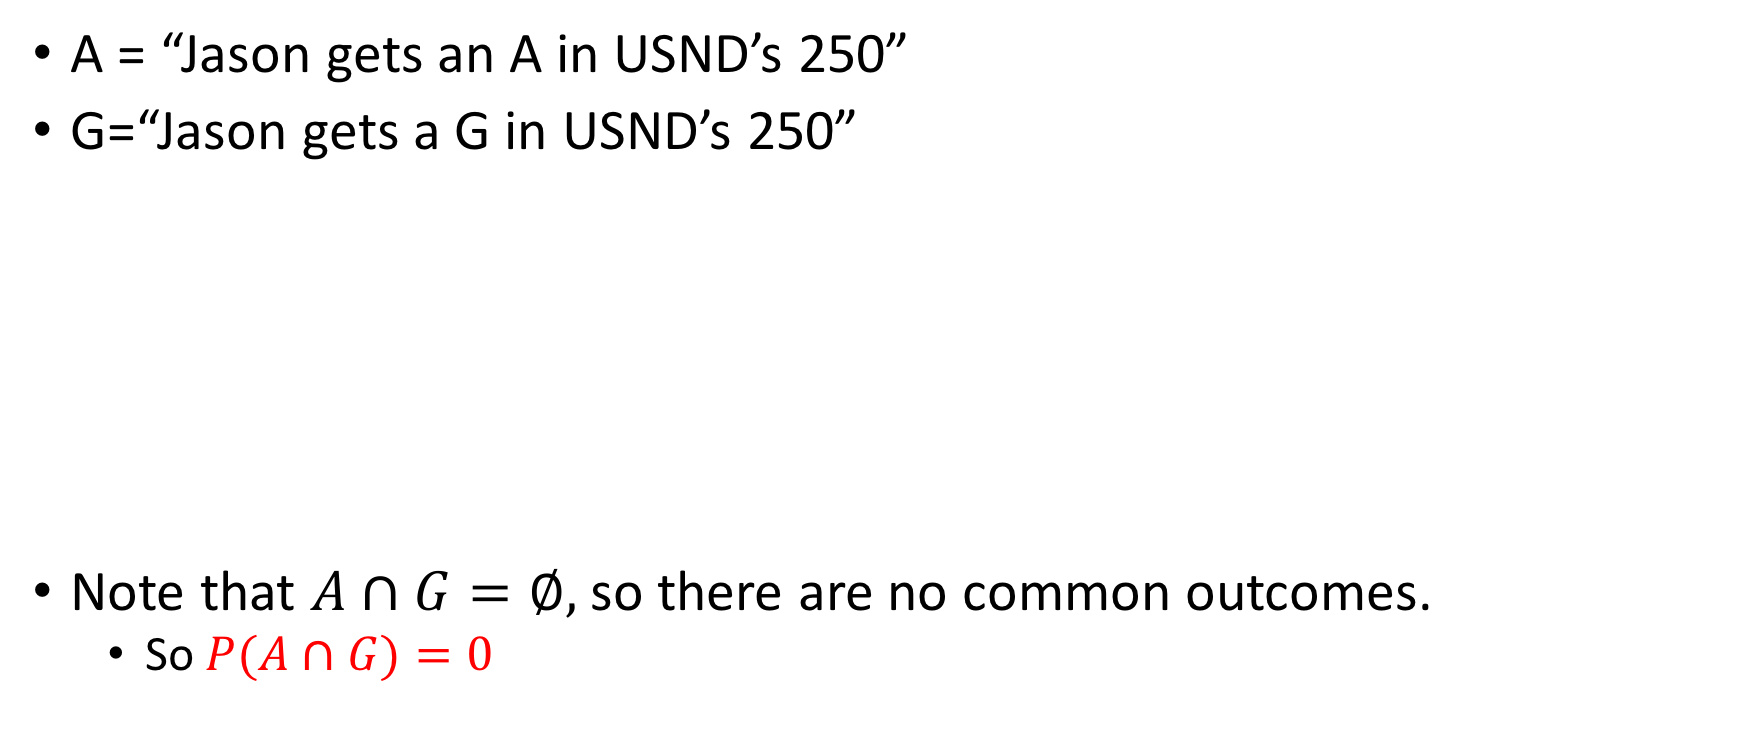 • A = “Jason gets an A in USND’s 250”
• G=“Jason gets a G in USND’s 250”
• Note that 𝐴 ∩ 𝐺 = ∅, so there are no common outcomes.
• So 𝑃(𝐴 ∩ 𝐺) = 0